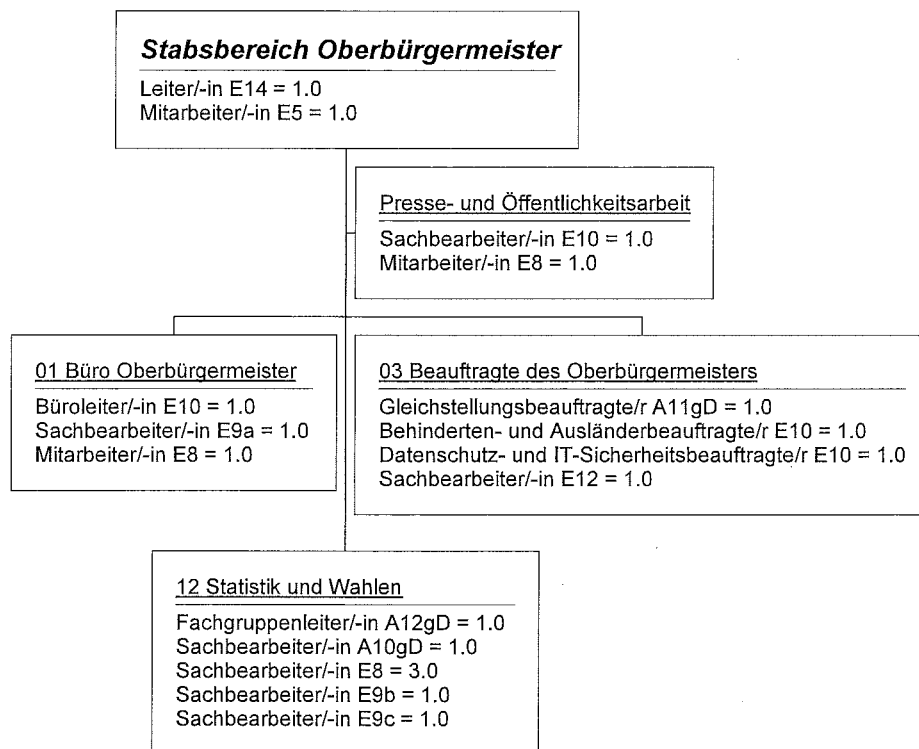 Stabsbereich Oberbürgermeister
Leiter/-in E14 = 1.0
Mitarbeiter/-in E5 = 1.0
Presse- und Öffentlichkeitsarbeit
Sachbearbeiter/-in E10 = 1.0
Mitarbeiter/-in E8 = 1.0
01 Büro Oberbürgermeister
Büroleiter/-in E10 = 1.0
Sachbearbeiter/-in E9a = 1.0
Mitarbeiter/-in E8 = 1.0
03 Beauftragte des Oberbürgermeisters
Gleichstellungsbeauftragte/r A11gD = 1.0
Behinderten- und Ausländerbeauftragte/r E10 = 1.0
Datenschutz- und IT-Sicherheitsbeauftragte/r E10 = 1.0
Sachbearbeiter/-in E12 = 1.0
12 Statistik und Wahlen
Fachgruppenleiter/-in A12gD = 1.0
Sachbearbeiter/-in A10gD = 1.0
Sachbearbeiter/-in E8 = 3.0
Sachbearbeiter/-in E9b = 1.0
Sachbearbeiter/-in E9c = 1.0